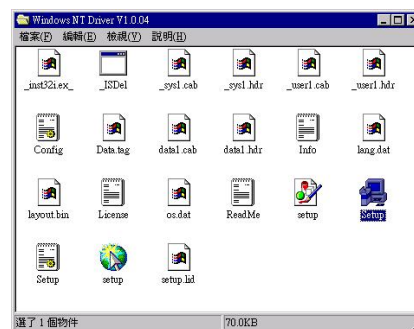 Windows NT Driver V1.0.04
檔案(F) 編輯(E) 檢視(V) 說明(H)
_inst32i.ex_ _ISDel _sys1.cab _sys1.hdr _user1.cab _user1.hdr
Config Data.tag data1.cab data1.hdr Info lang.dat
layout.bin License os.dat ReadMe setup Setup
Setup setup setup.lid
選了 1 個物件 70.0KB